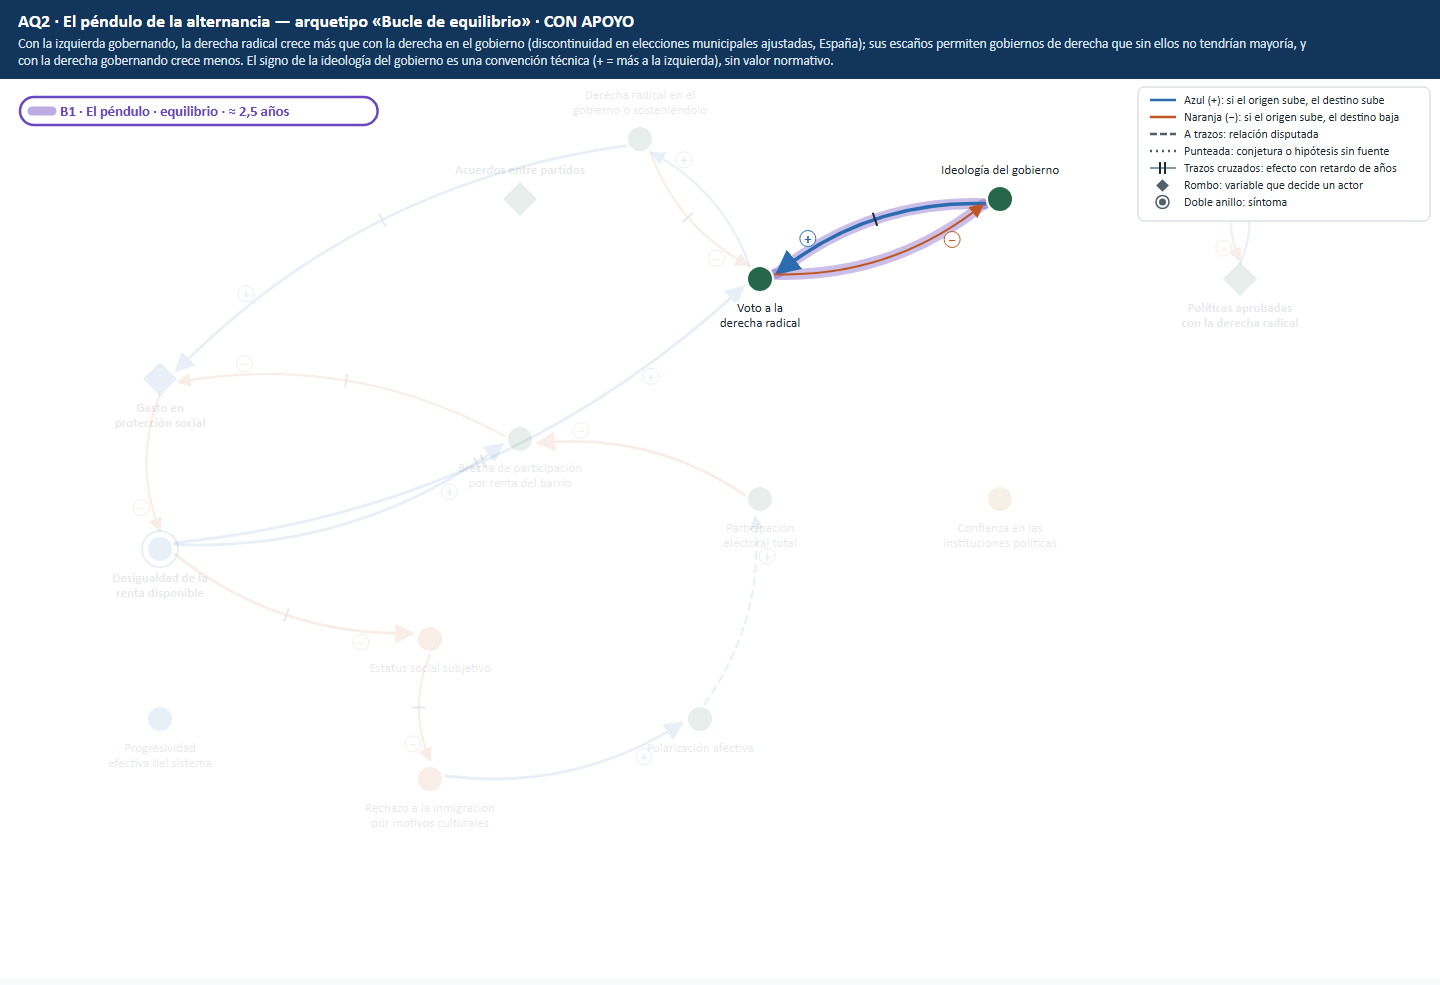 AQ2 · El péndulo de la alternancia — arquetipo «Bucle de equilibrio» · CON APOYO
Con la izquierda gobernando, la derecha radical crece más que con la derecha en el gobierno (discontinuidad en elecciones municipales ajustadas, España); sus escaños permiten gobiernos de derecha que sin ellos no tendrían mayoría, y
con la derecha gobernando crece menos. El signo de la ideología del gobierno es una convención técnica (+ = más a la izquierda), sin valor normativo.
B1 · El péndulo · equilibrio · ≈ 2,5 años
Azul (+): si el origen sube, el destino sube
Naranja (−): si el origen sube, el destino baja
A trazos: relación disputada
Punteada: conjetura o hipótesis sin fuente
Trazos cruzados: efecto con retardo de años
Rombo: variable que decide un actor
Doble anillo: síntoma
Derecha radical en el
gobierno o sosteniéndolo
Acuerdos entre partidos
Ideología del gobierno
+
−
−
+
−
−
Voto a la
derecha radical
Políticas aprobadas
con la derecha radical
+
−
+
Gasto en
protección social
−
Brecha de participación
por renta del barrio
+
−
Participación
electoral total
+
Confianza en las
instituciones políticas
Desigualdad de la
renta disponible
−
Estatus social subjetivo
Progresividad
efectiva del sistema
−
Polarización afectiva
+
Rechazo a la inmigración
por motivos culturales